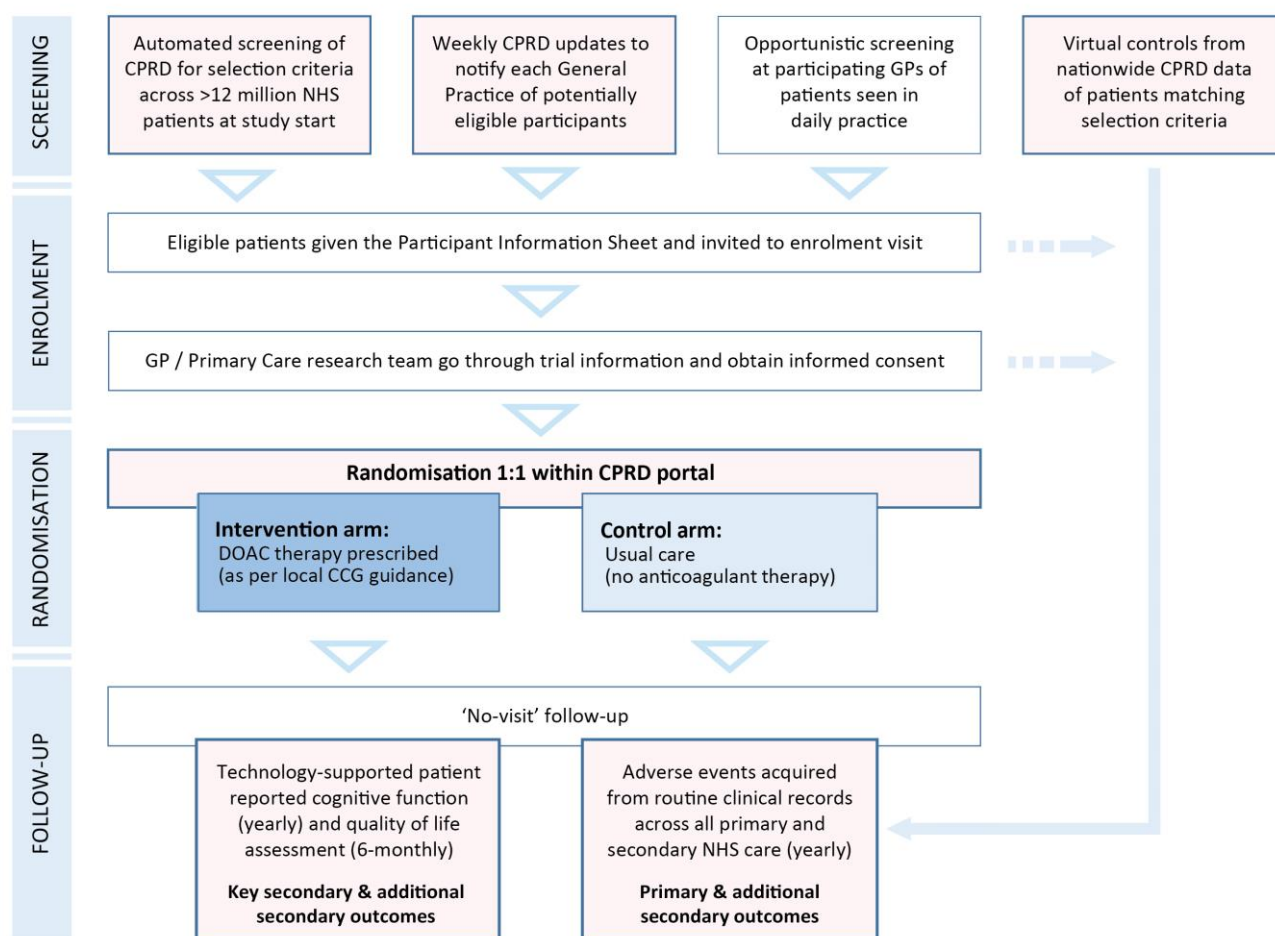 SCREENING
Automated screening of
CPRD for selection criteria
across >12 million NHS
patients at study start
Weekly CPRD updates to
notify each General
Practice of potentially
eligible participants
Opportunistic screening
at participating GPs of
patients seen in
daily practice
Virtual controls from
nationwide CPRD data
of patients matching
selection criteria
ENROLMENT
Eligible patients given the Participant Information Sheet and invited to enrolment visit
GP / Primary Care research team go through trial information and obtain informed consent
RANDOMISATION
Randomisation 1:1 within CPRD portal
Intervention arm:
DOAC therapy prescribed
(as per local CCG guidance)
Control arm:
Usual care
(no anticoagulant therapy)
FOLLOW-UP
‘No-visit’ follow-up
Technology-supported patient
reported cognitive function
(yearly) and quality of life
assessment (6-monthly)
Key secondary & additional
secondary outcomes
Adverse events acquired
from routine clinical records
across all primary and
secondary NHS care (yearly)
Primary & additional
secondary outcomes